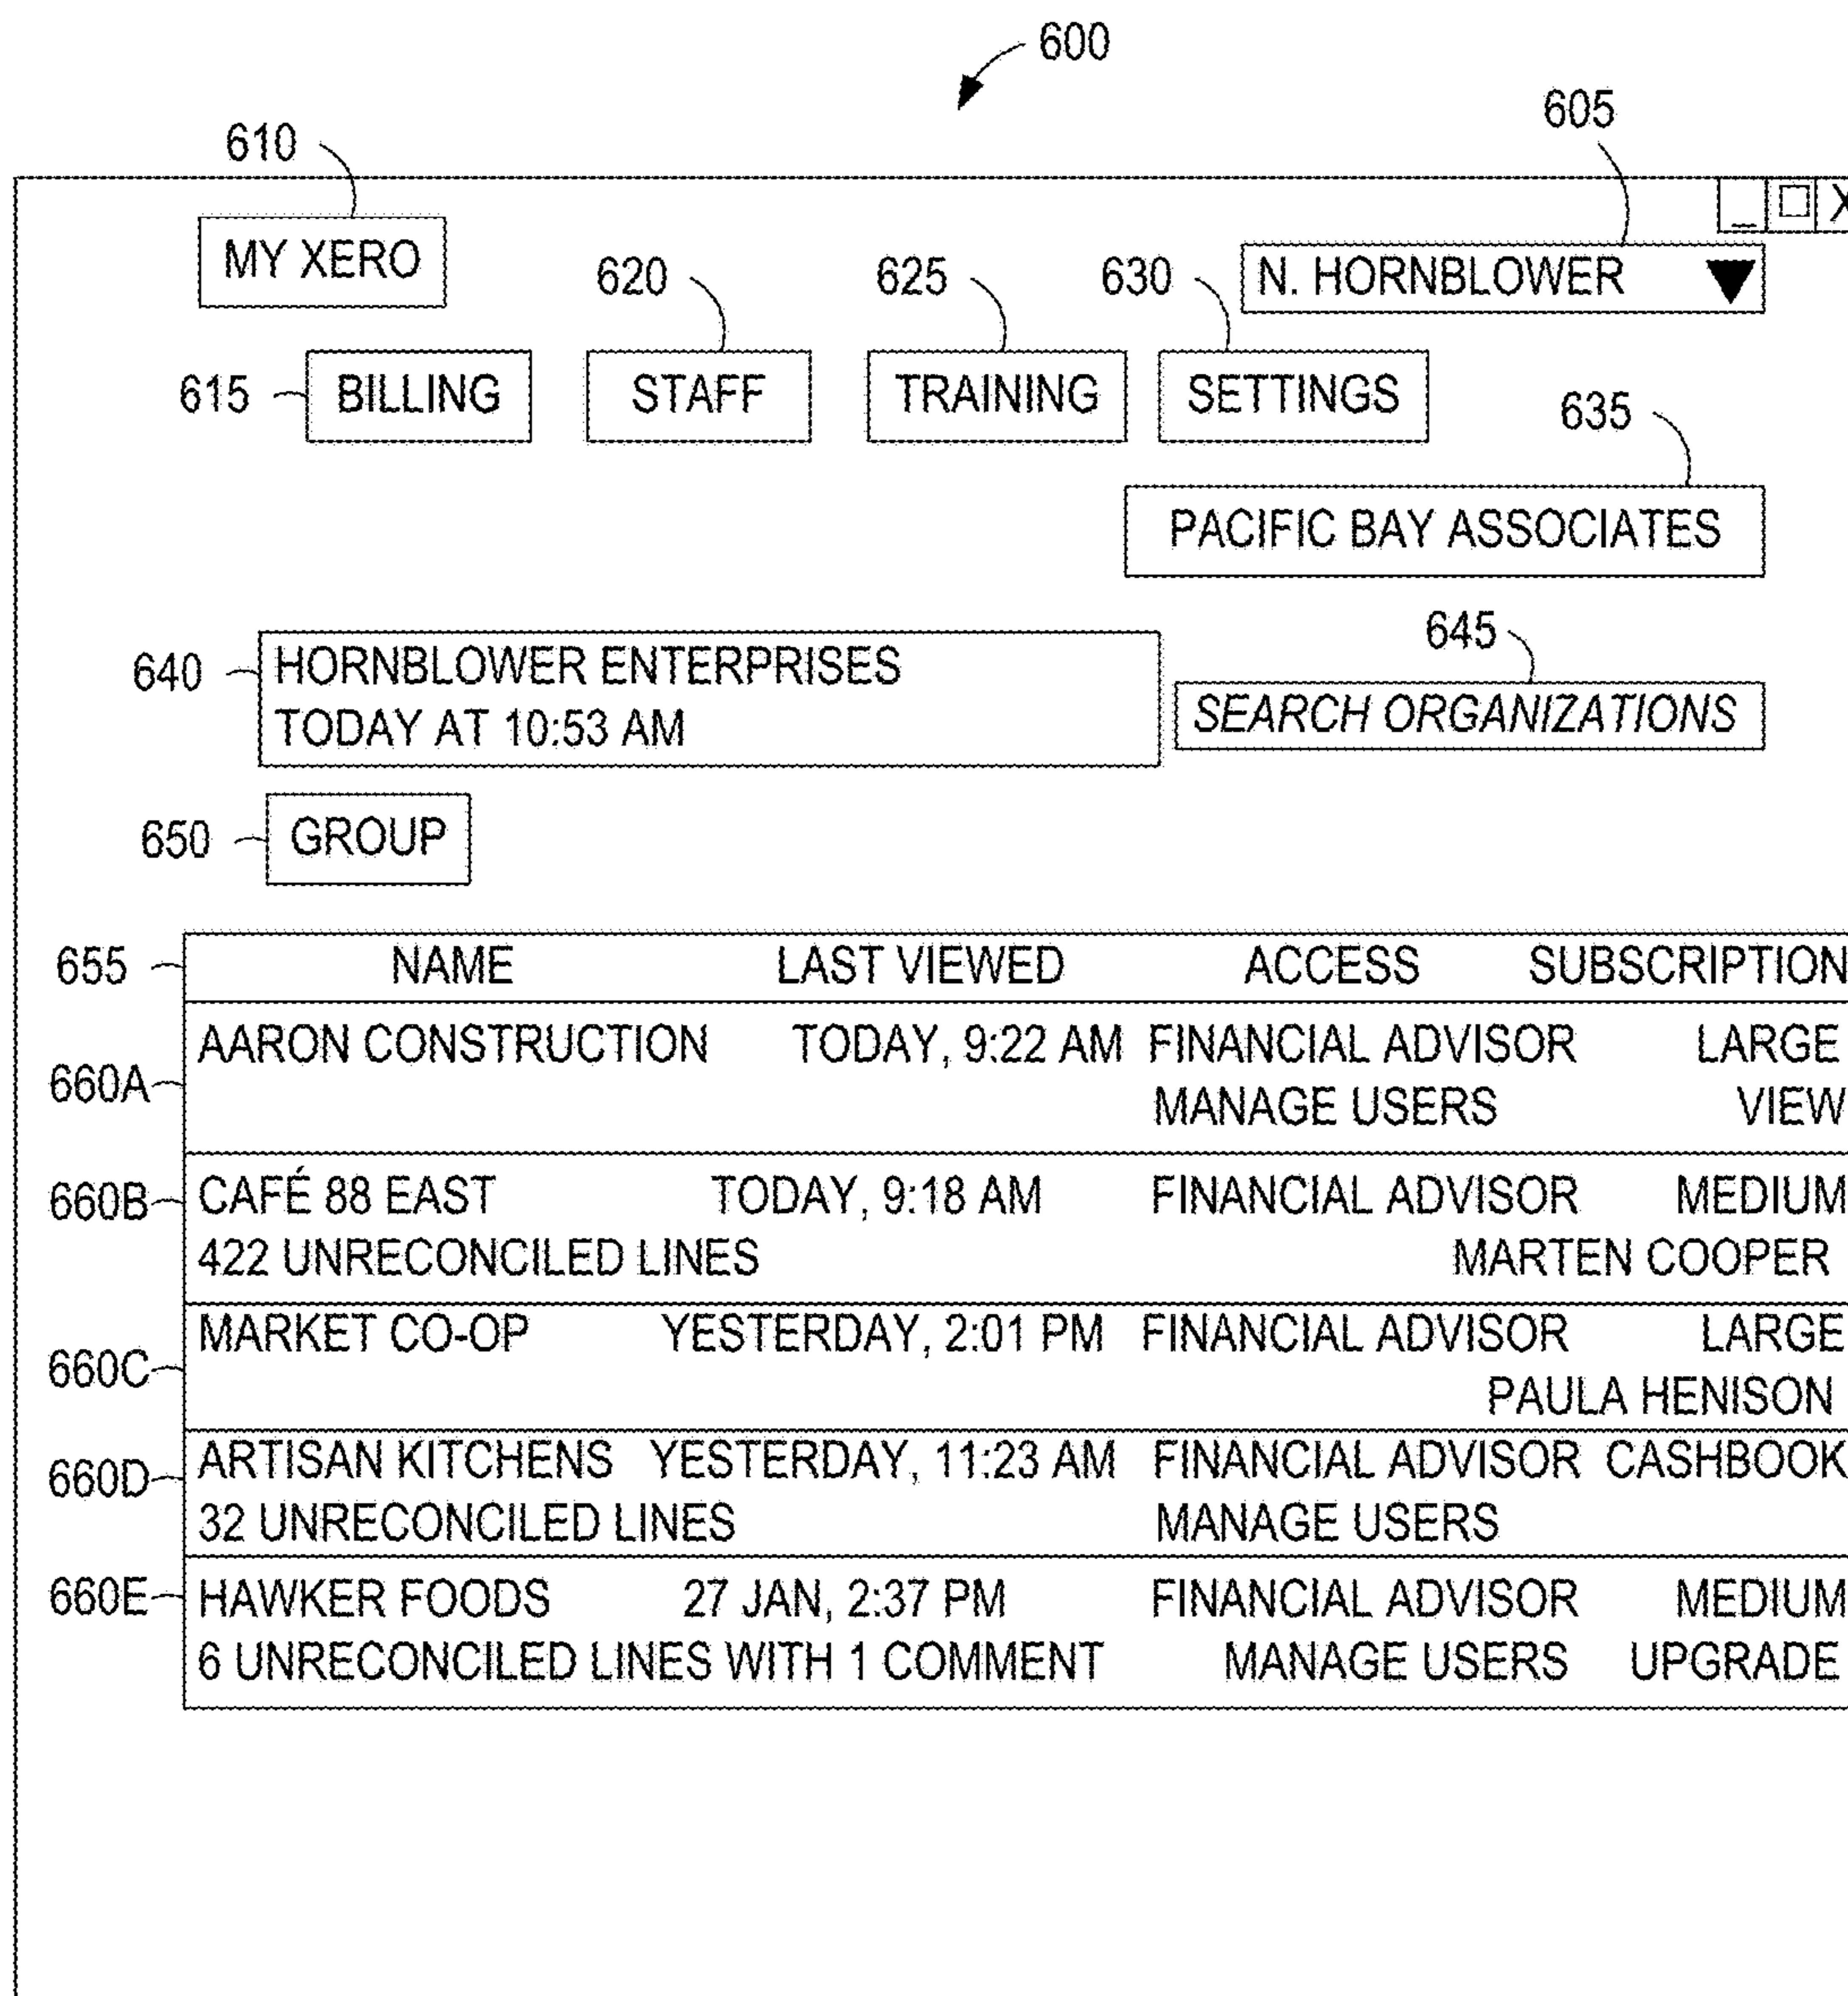 600
605
610
_ □ X
MY XERO
N. HORNBLOWER
620 625 630
615 BILLING STAFF TRAINING SETTINGS
635
PACIFIC BAY ASSOCIATES
645
640 HORNBLOWER ENTERPRISES
SEARCH ORGANIZATIONS
TODAY AT 10:53 AM
650 GROUP
655 NAME LAST VIEWED ACCESS SUBSCRIPTION
AARON CONSTRUCTION TODAY, 9:22 AM FINANCIAL ADVISOR LARGE
660A MANAGE USERS VIEW
660B CAFÉ 88 EAST TODAY, 9:18 AM FINANCIAL ADVISOR MEDIUM
422 UNRECONCILED LINES MARTEN COOPER
MARKET CO-OP YESTERDAY, 2:01 PM FINANCIAL ADVISOR LARGE
660C PAULA HENISON
660D ARTISAN KITCHENS YESTERDAY, 11:23 AM FINANCIAL ADVISOR CASHBOOK
32 UNRECONCILED LINES MANAGE USERS
660E HAWKER FOODS 27 JAN, 2:37 PM FINANCIAL ADVISOR MEDIUM
6 UNRECONCILED LINES WITH 1 COMMENT MANAGE USERS UPGRADE